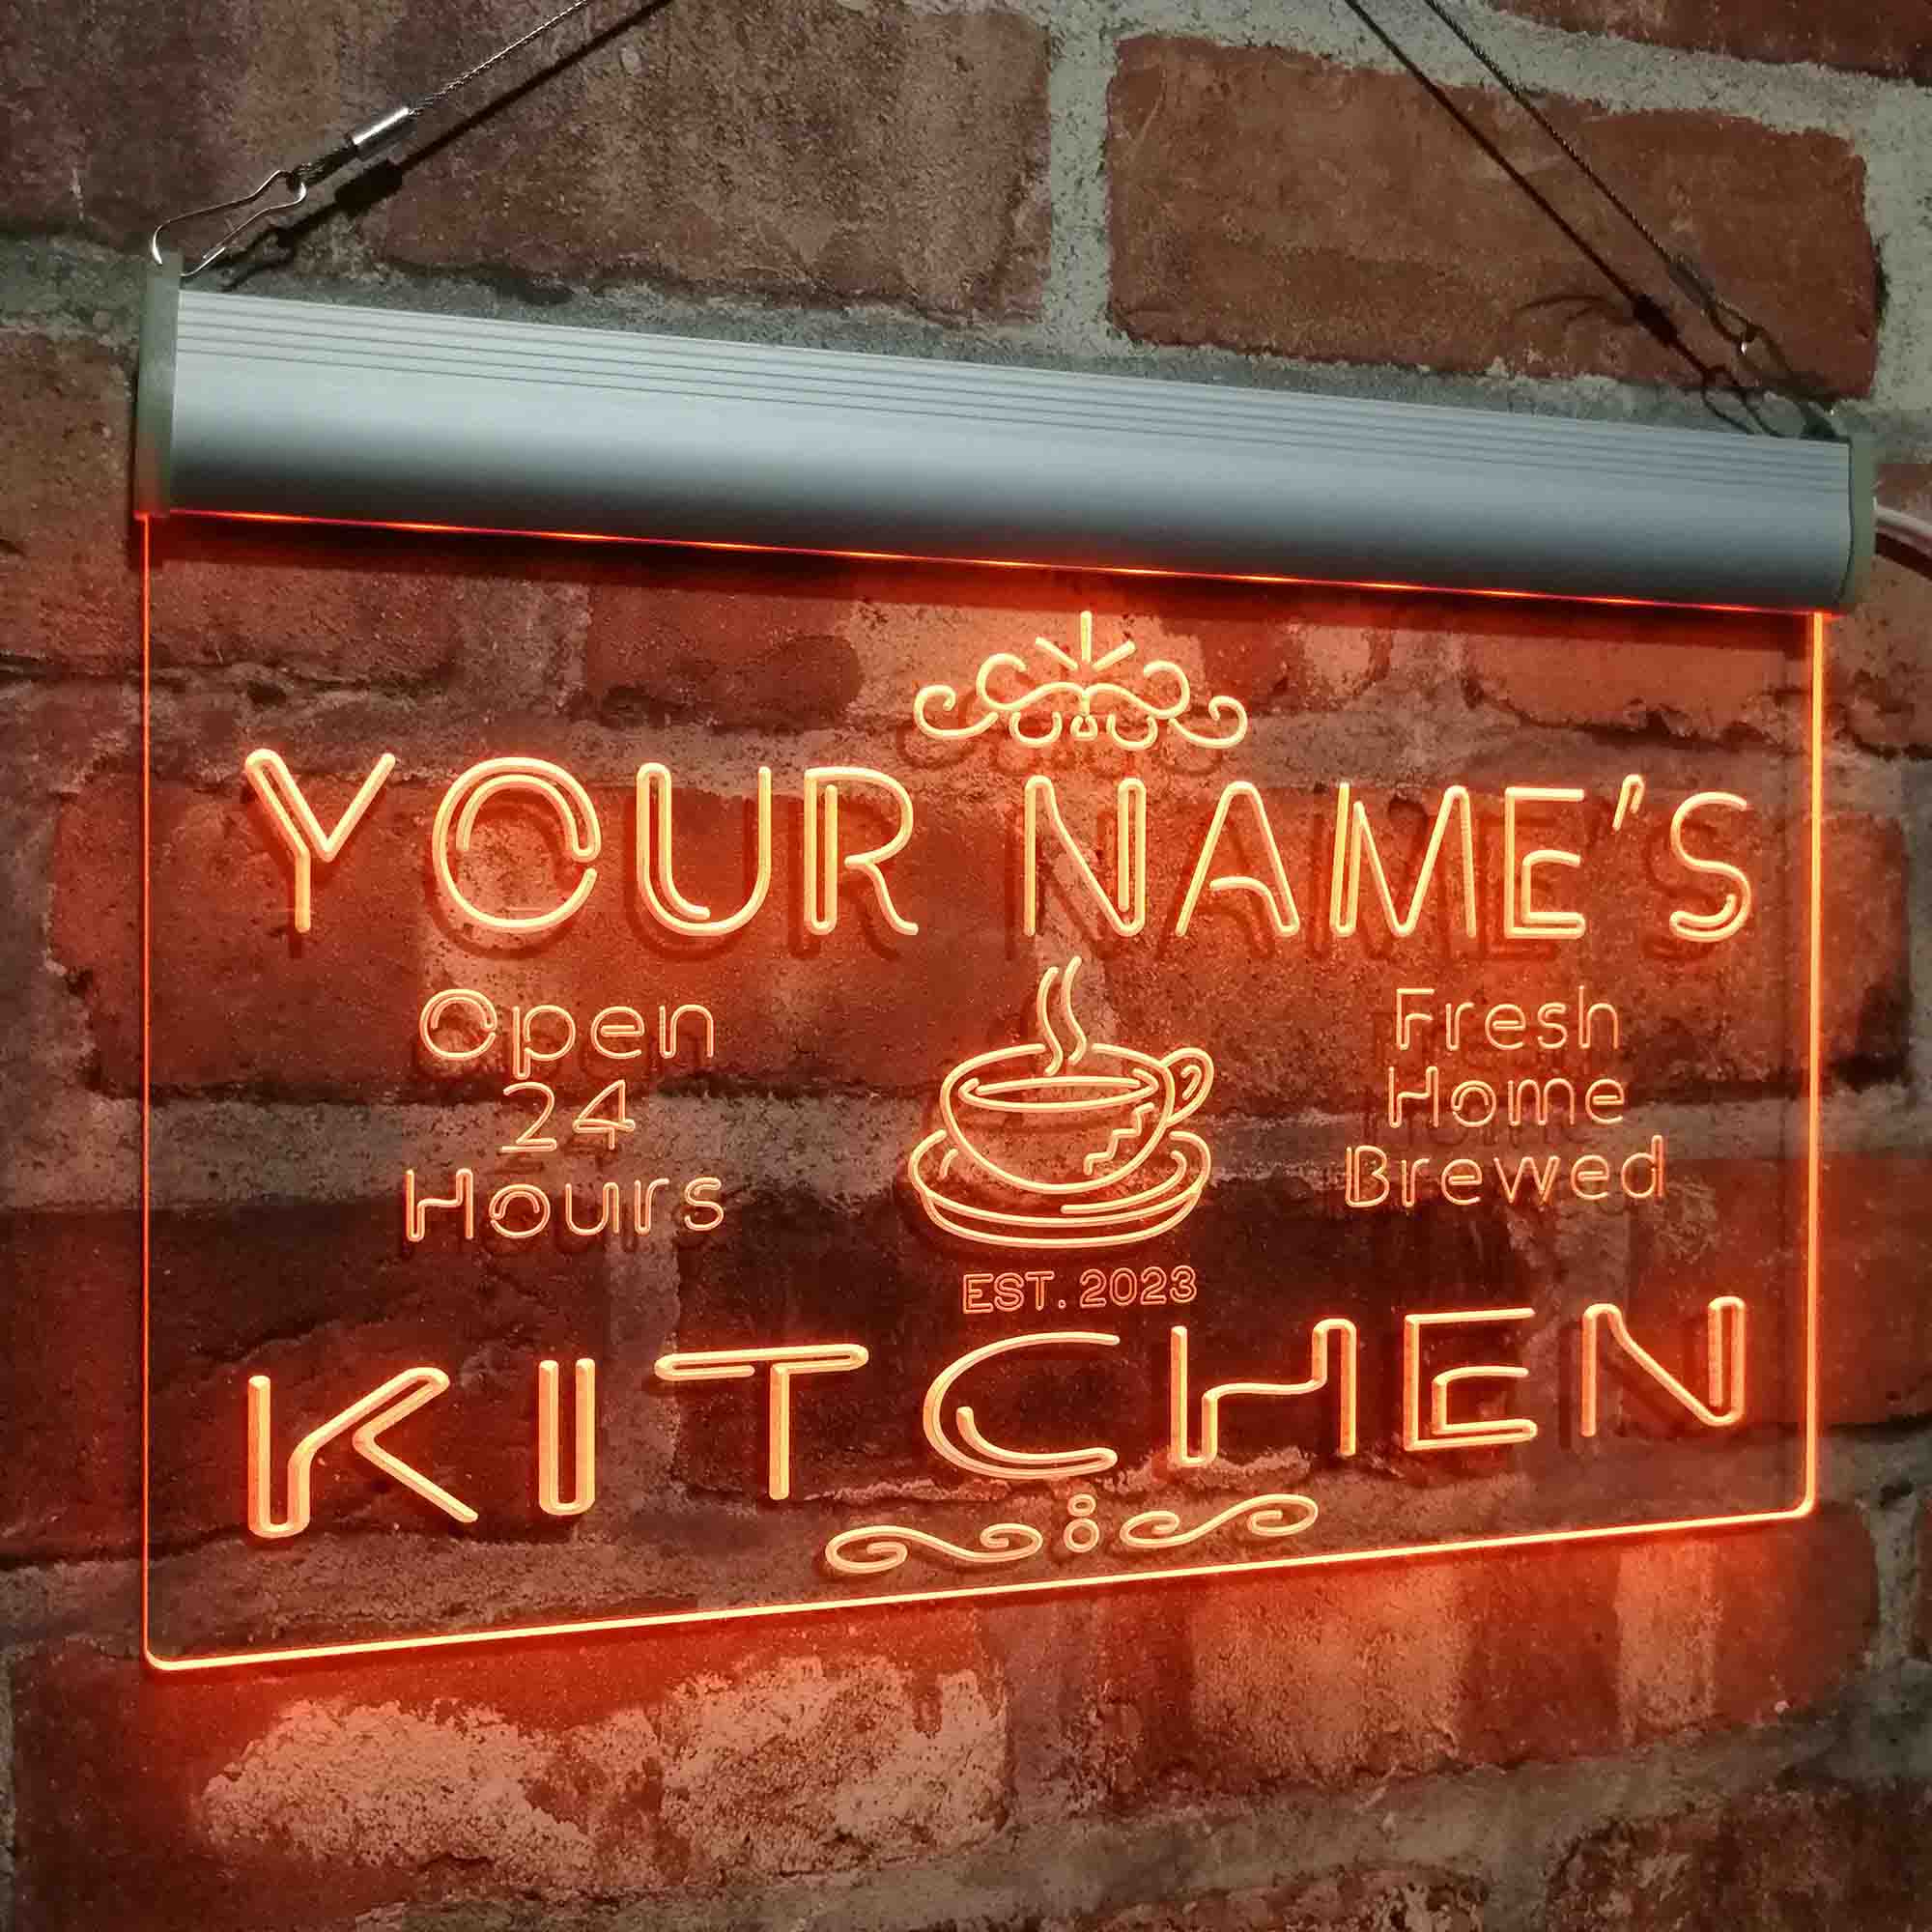 YOUR NAME'S
Open
24
Hours
Fresh
Home
Brewed
EST. 2023
KITCHEN